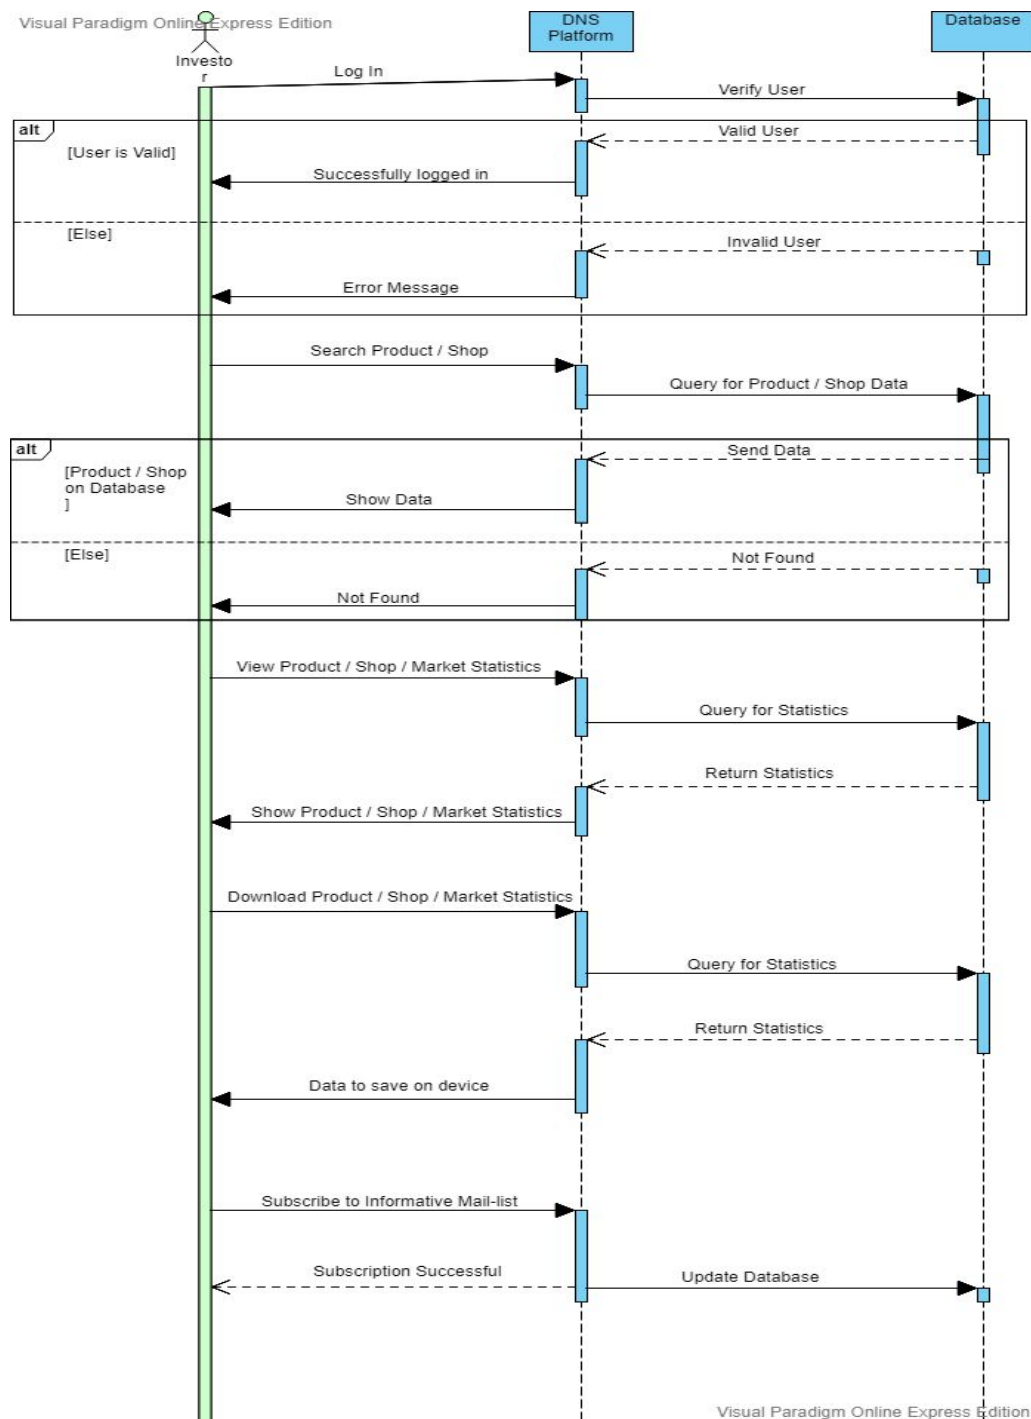 Visual Paradigm Online Express Edition
DNS
Platform
Database
Investo
r
Log In
Verify User
alt
Valid User
[User is Valid]
Successfully logged in
[Else]
Invalid User
Error Message
Search Product / Shop
Query for Product / Shop Data
alt
Send Data
[Product / Shop
on Database
]
Show Data
[Else]
Not Found
Not Found
View Product / Shop / Market Statistics
Query for Statistics
Return Statistics
Show Product / Shop / Market Statistics
Download Product / Shop / Market Statistics
Query for Statistics
Return Statistics
Data to save on device
Subscribe to Informative Mail-list
Subscription Successful
Update Database
Visual Paradigm Online Express Edition